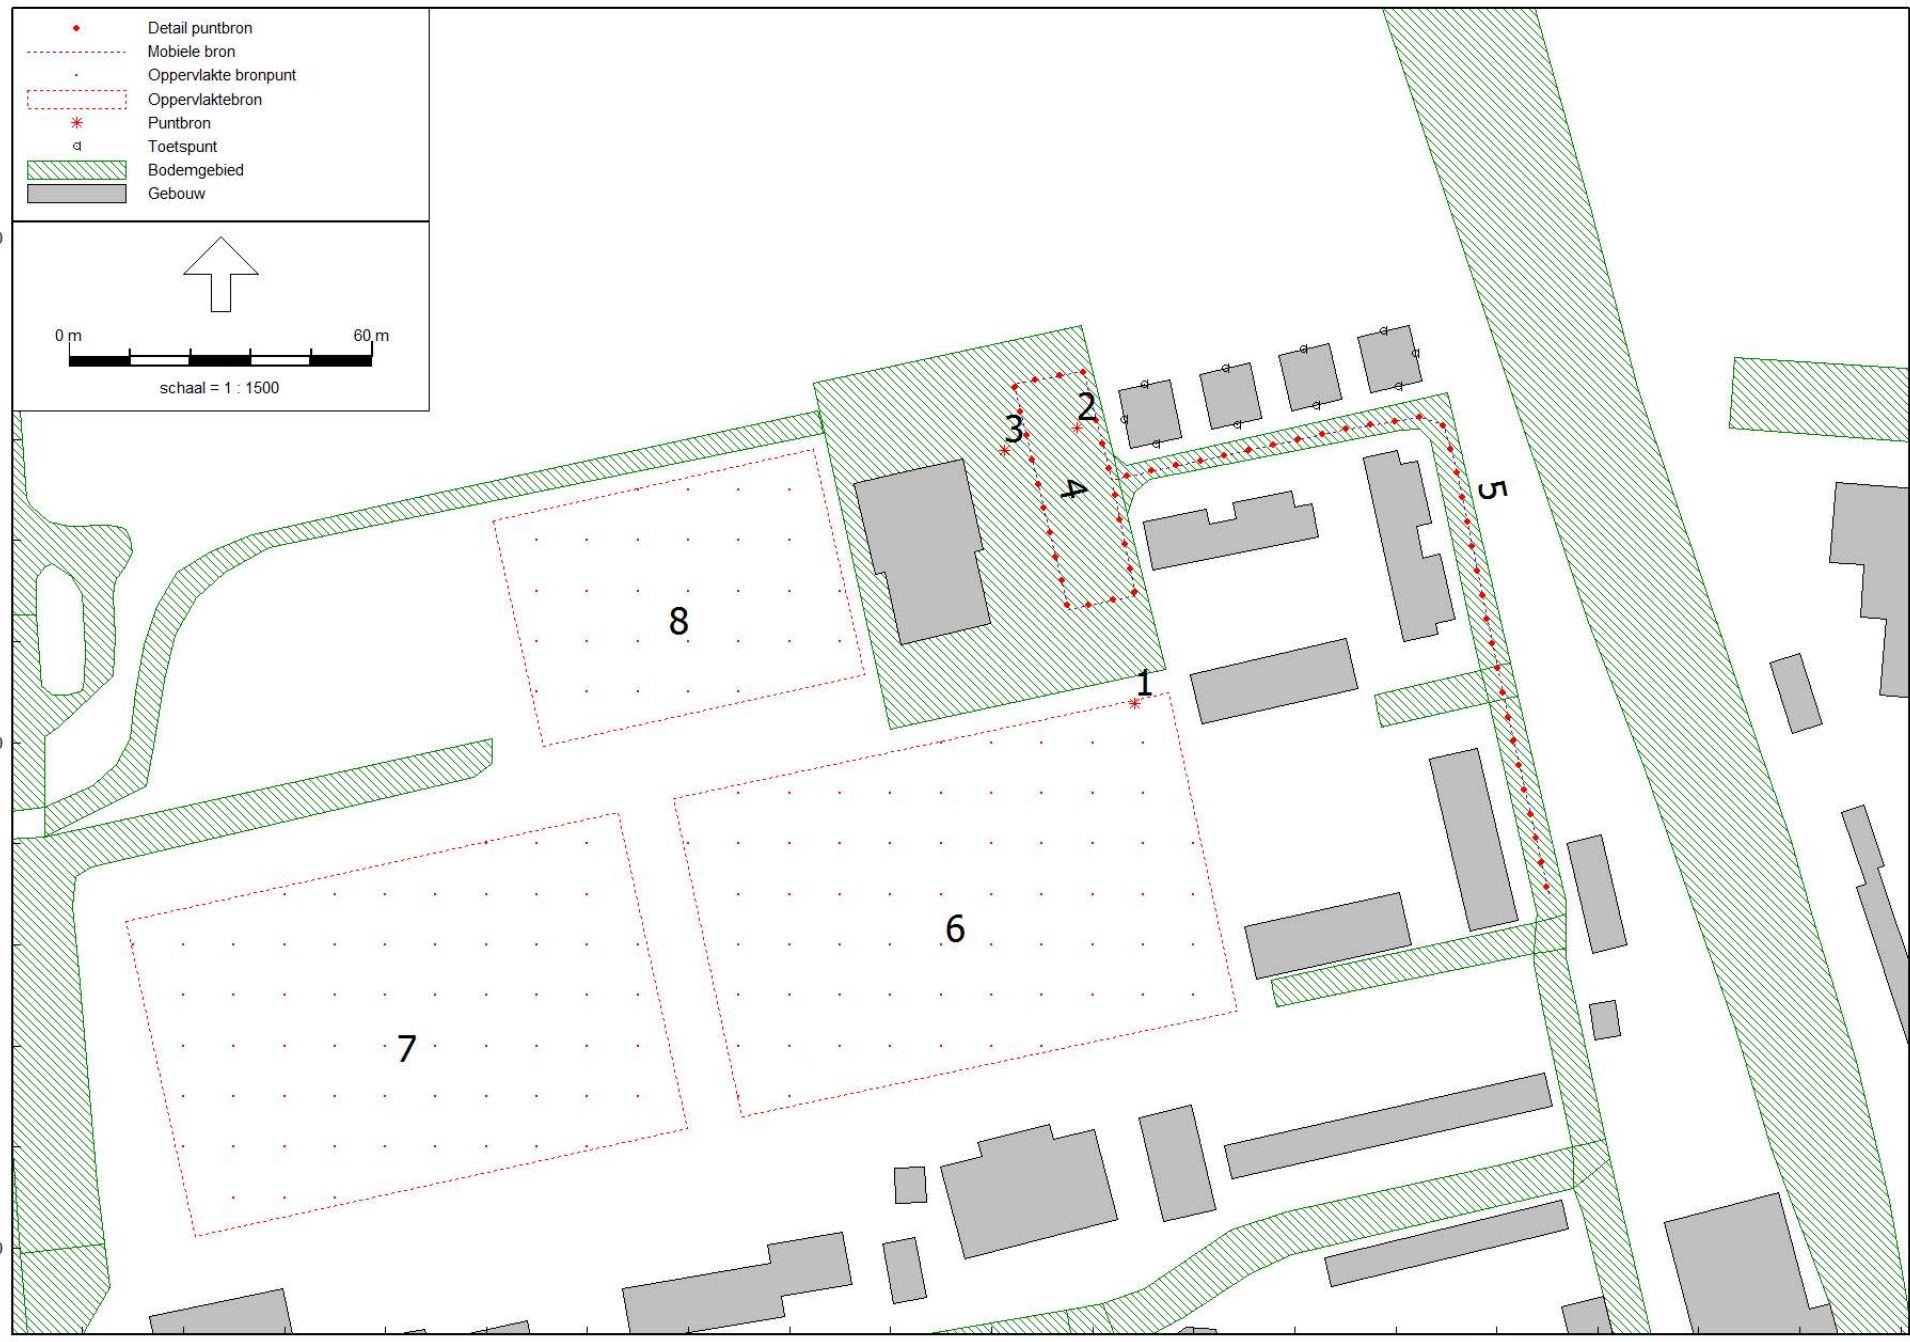 Detail puntbron
Mobiele bron
Oppervlakte bronpunt
Oppervlaktebron
Puntbron
Toetspunt
Bodemgebied
Gebouw
0 m 60 m
schaal = 1 : 1500
2
3
4
5
8
1
6
7